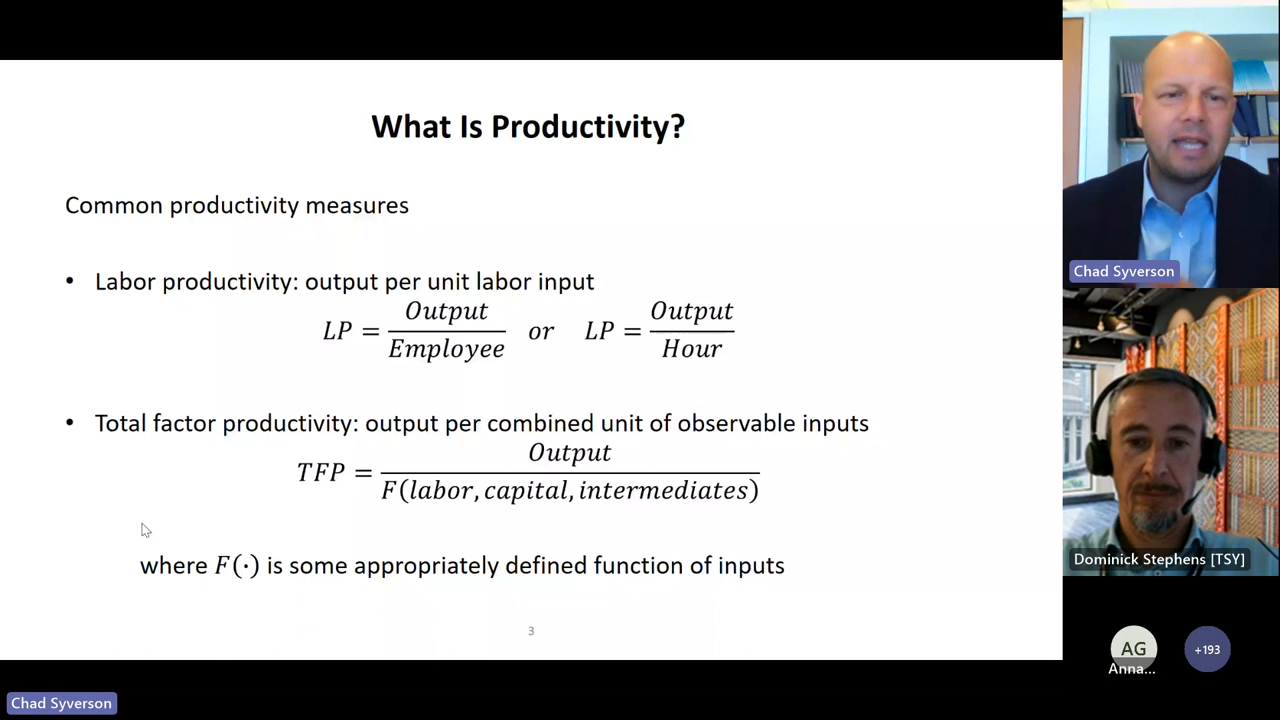 What Is Productivity?
Common productivity measures
• Labor productivity: output per unit labor input
LP = Output / Employee or LP = Output / Hour
• Total factor productivity: output per combined unit of observable inputs
TFP = Output / F(labor, capital, intermediates)
where F(·) is some appropriately defined function of inputs
3
Chad Syverson
Dominick Stephens [TSY]
AG
Anna...
+193
Chad Syverson